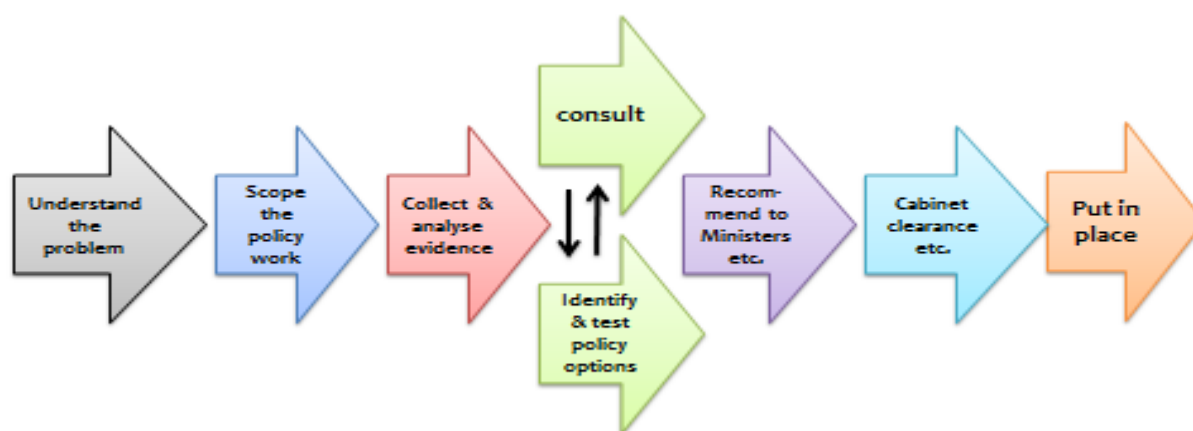 Understand
the
problem
Scope
the
policy
work
Collect &
analyse
evidence
consult
Identify
& test
policy
options
Recom-
mend to
Ministers
etc.
Cabinet
clearance
etc.
Put in
place